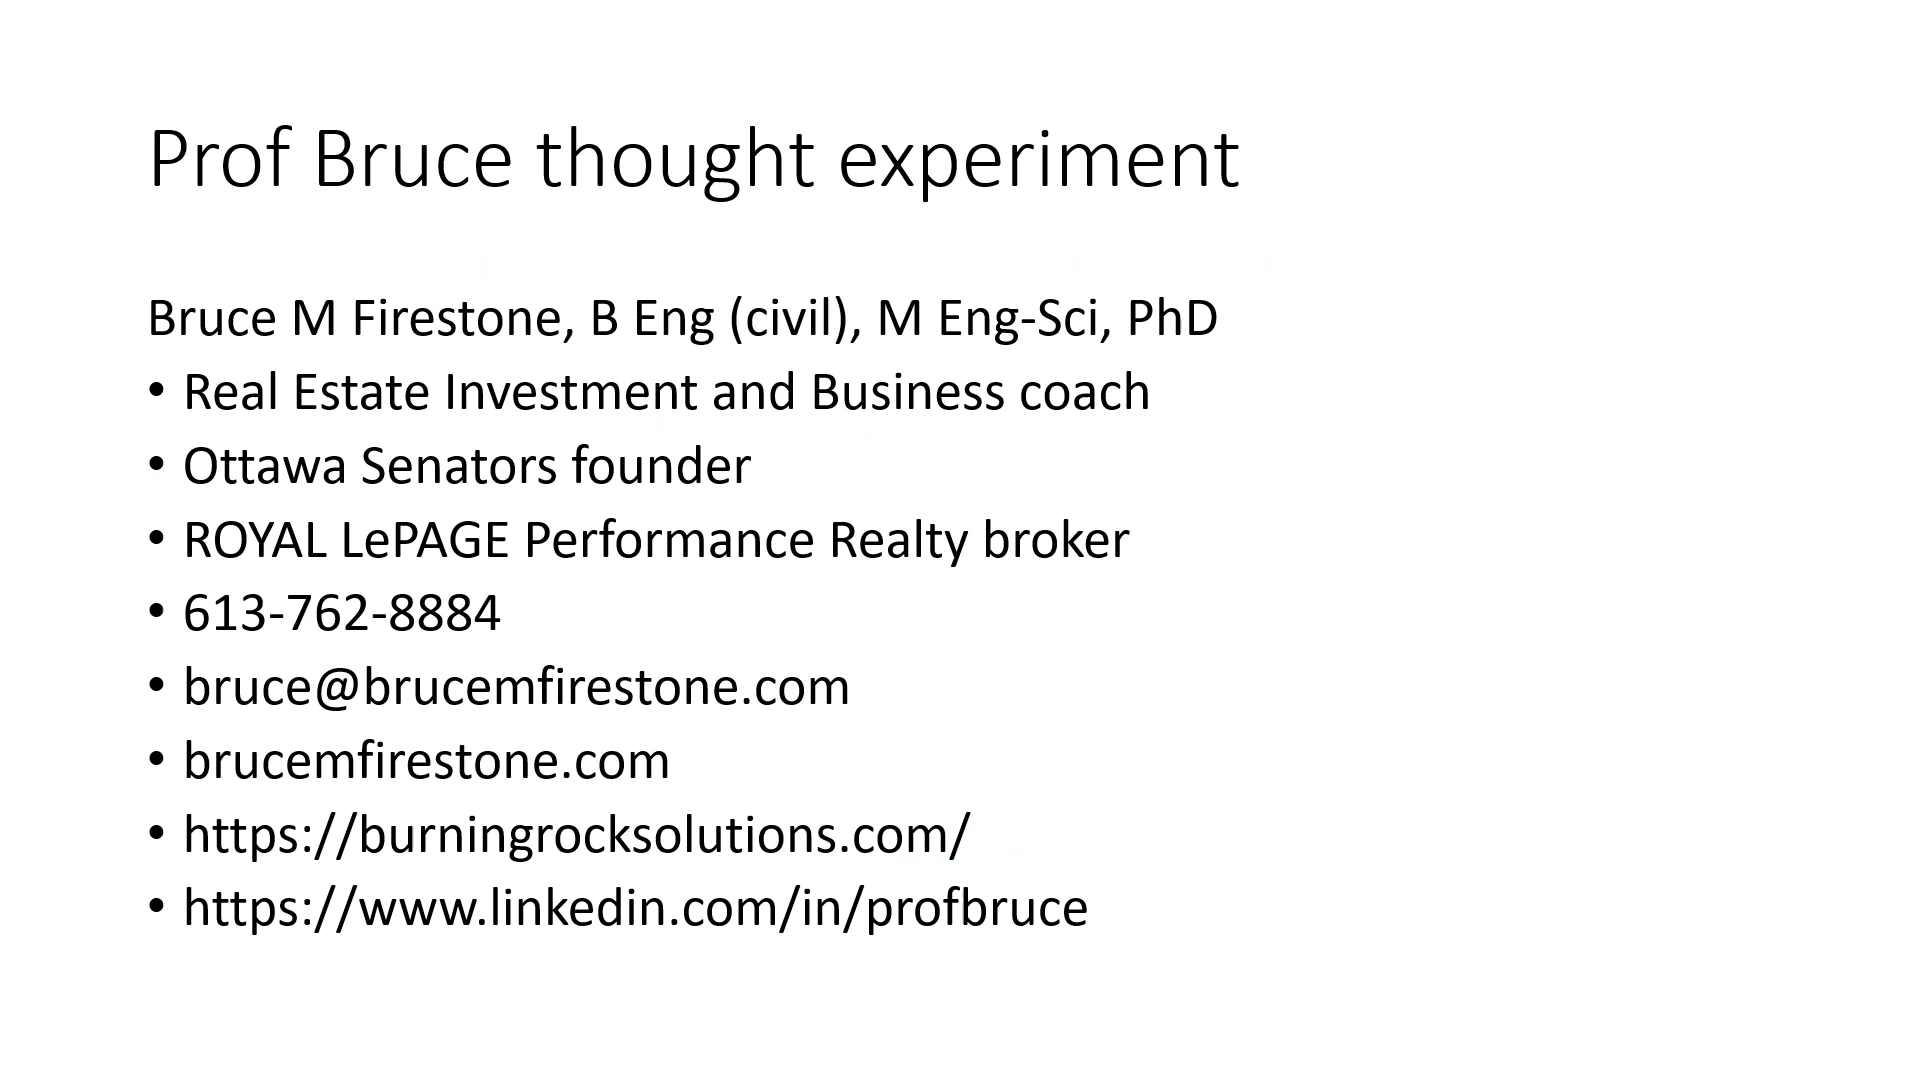 Prof Bruce thought experiment
Bruce M Firestone, B Eng (civil), M Eng-Sci, PhD
• Real Estate Investment and Business coach
• Ottawa Senators founder
• ROYAL LePAGE Performance Realty broker
• 613-762-8884
• bruce@brucemfirestone.com
• brucemfirestone.com
• https://burningrocksolutions.com/
• https://www.linkedin.com/in/profbruce